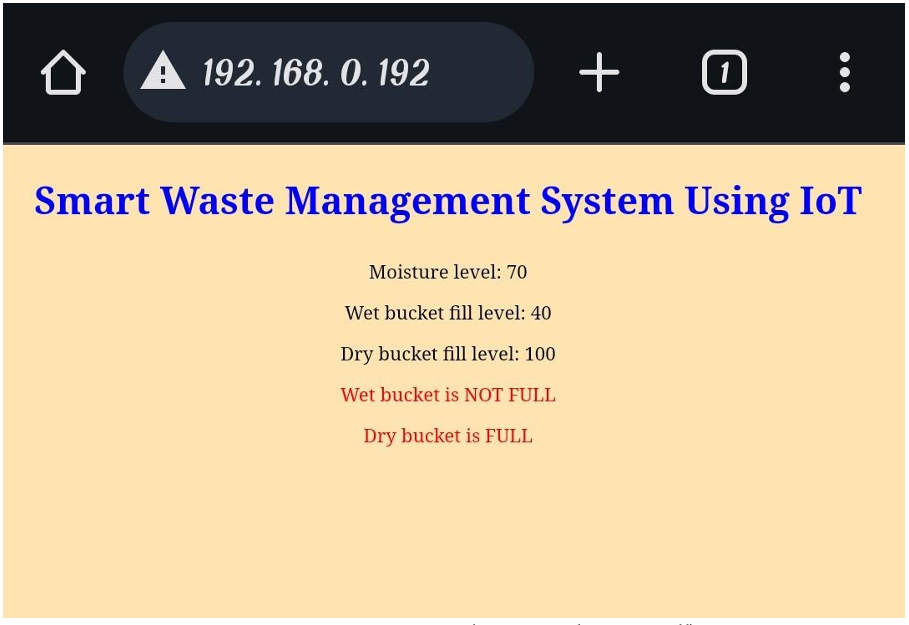 192. 168. 0. 192
1
Smart Waste Management System Using IoT
Moisture level: 70
Wet bucket fill level: 40
Dry bucket fill level: 100
Wet bucket is NOT FULL
Dry bucket is FULL